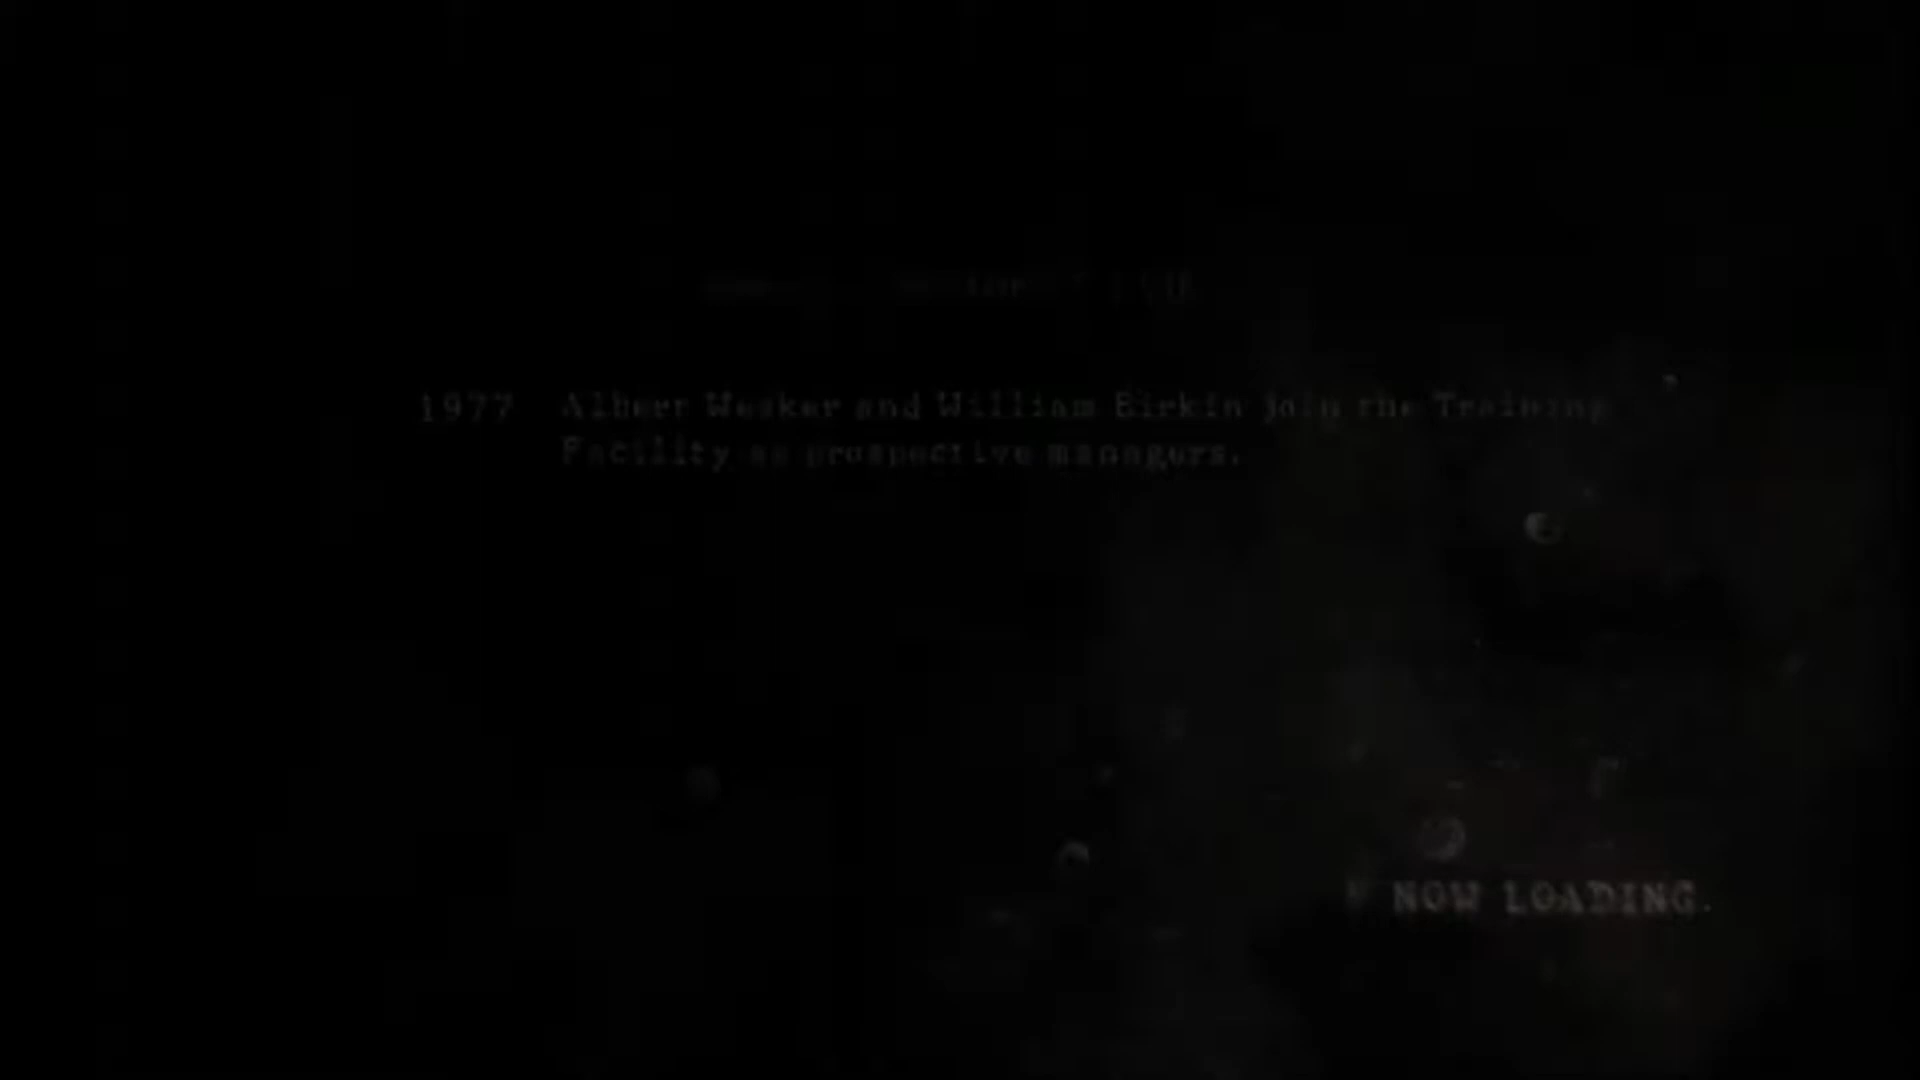 1977 Albert Wesker and William Birkin join the Training
Facility as prospective managers.
NOW LOADING.